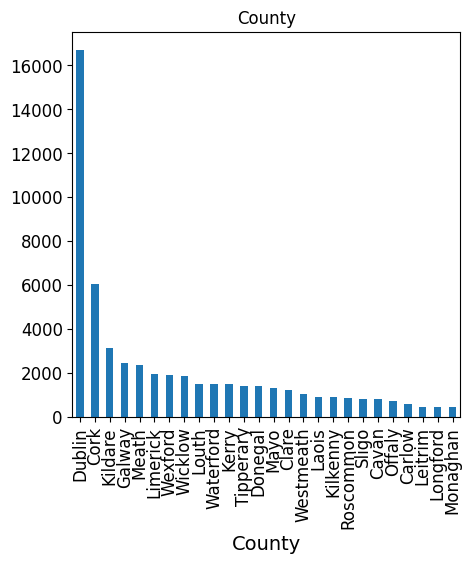 County
16000
14000
12000
10000
8000
6000
4000
2000
0
Dublin
Cork
Kildare
Galway
Meath
Limerick
Wexford
Wicklow
Louth
Waterford
Kerry
Tipperary
Donegal
Mayo
Clare
Westmeath
Laois
Kilkenny
Roscommon
Sligo
Cavan
Offaly
Carlow
Leitrim
Longford
Monaghan
County